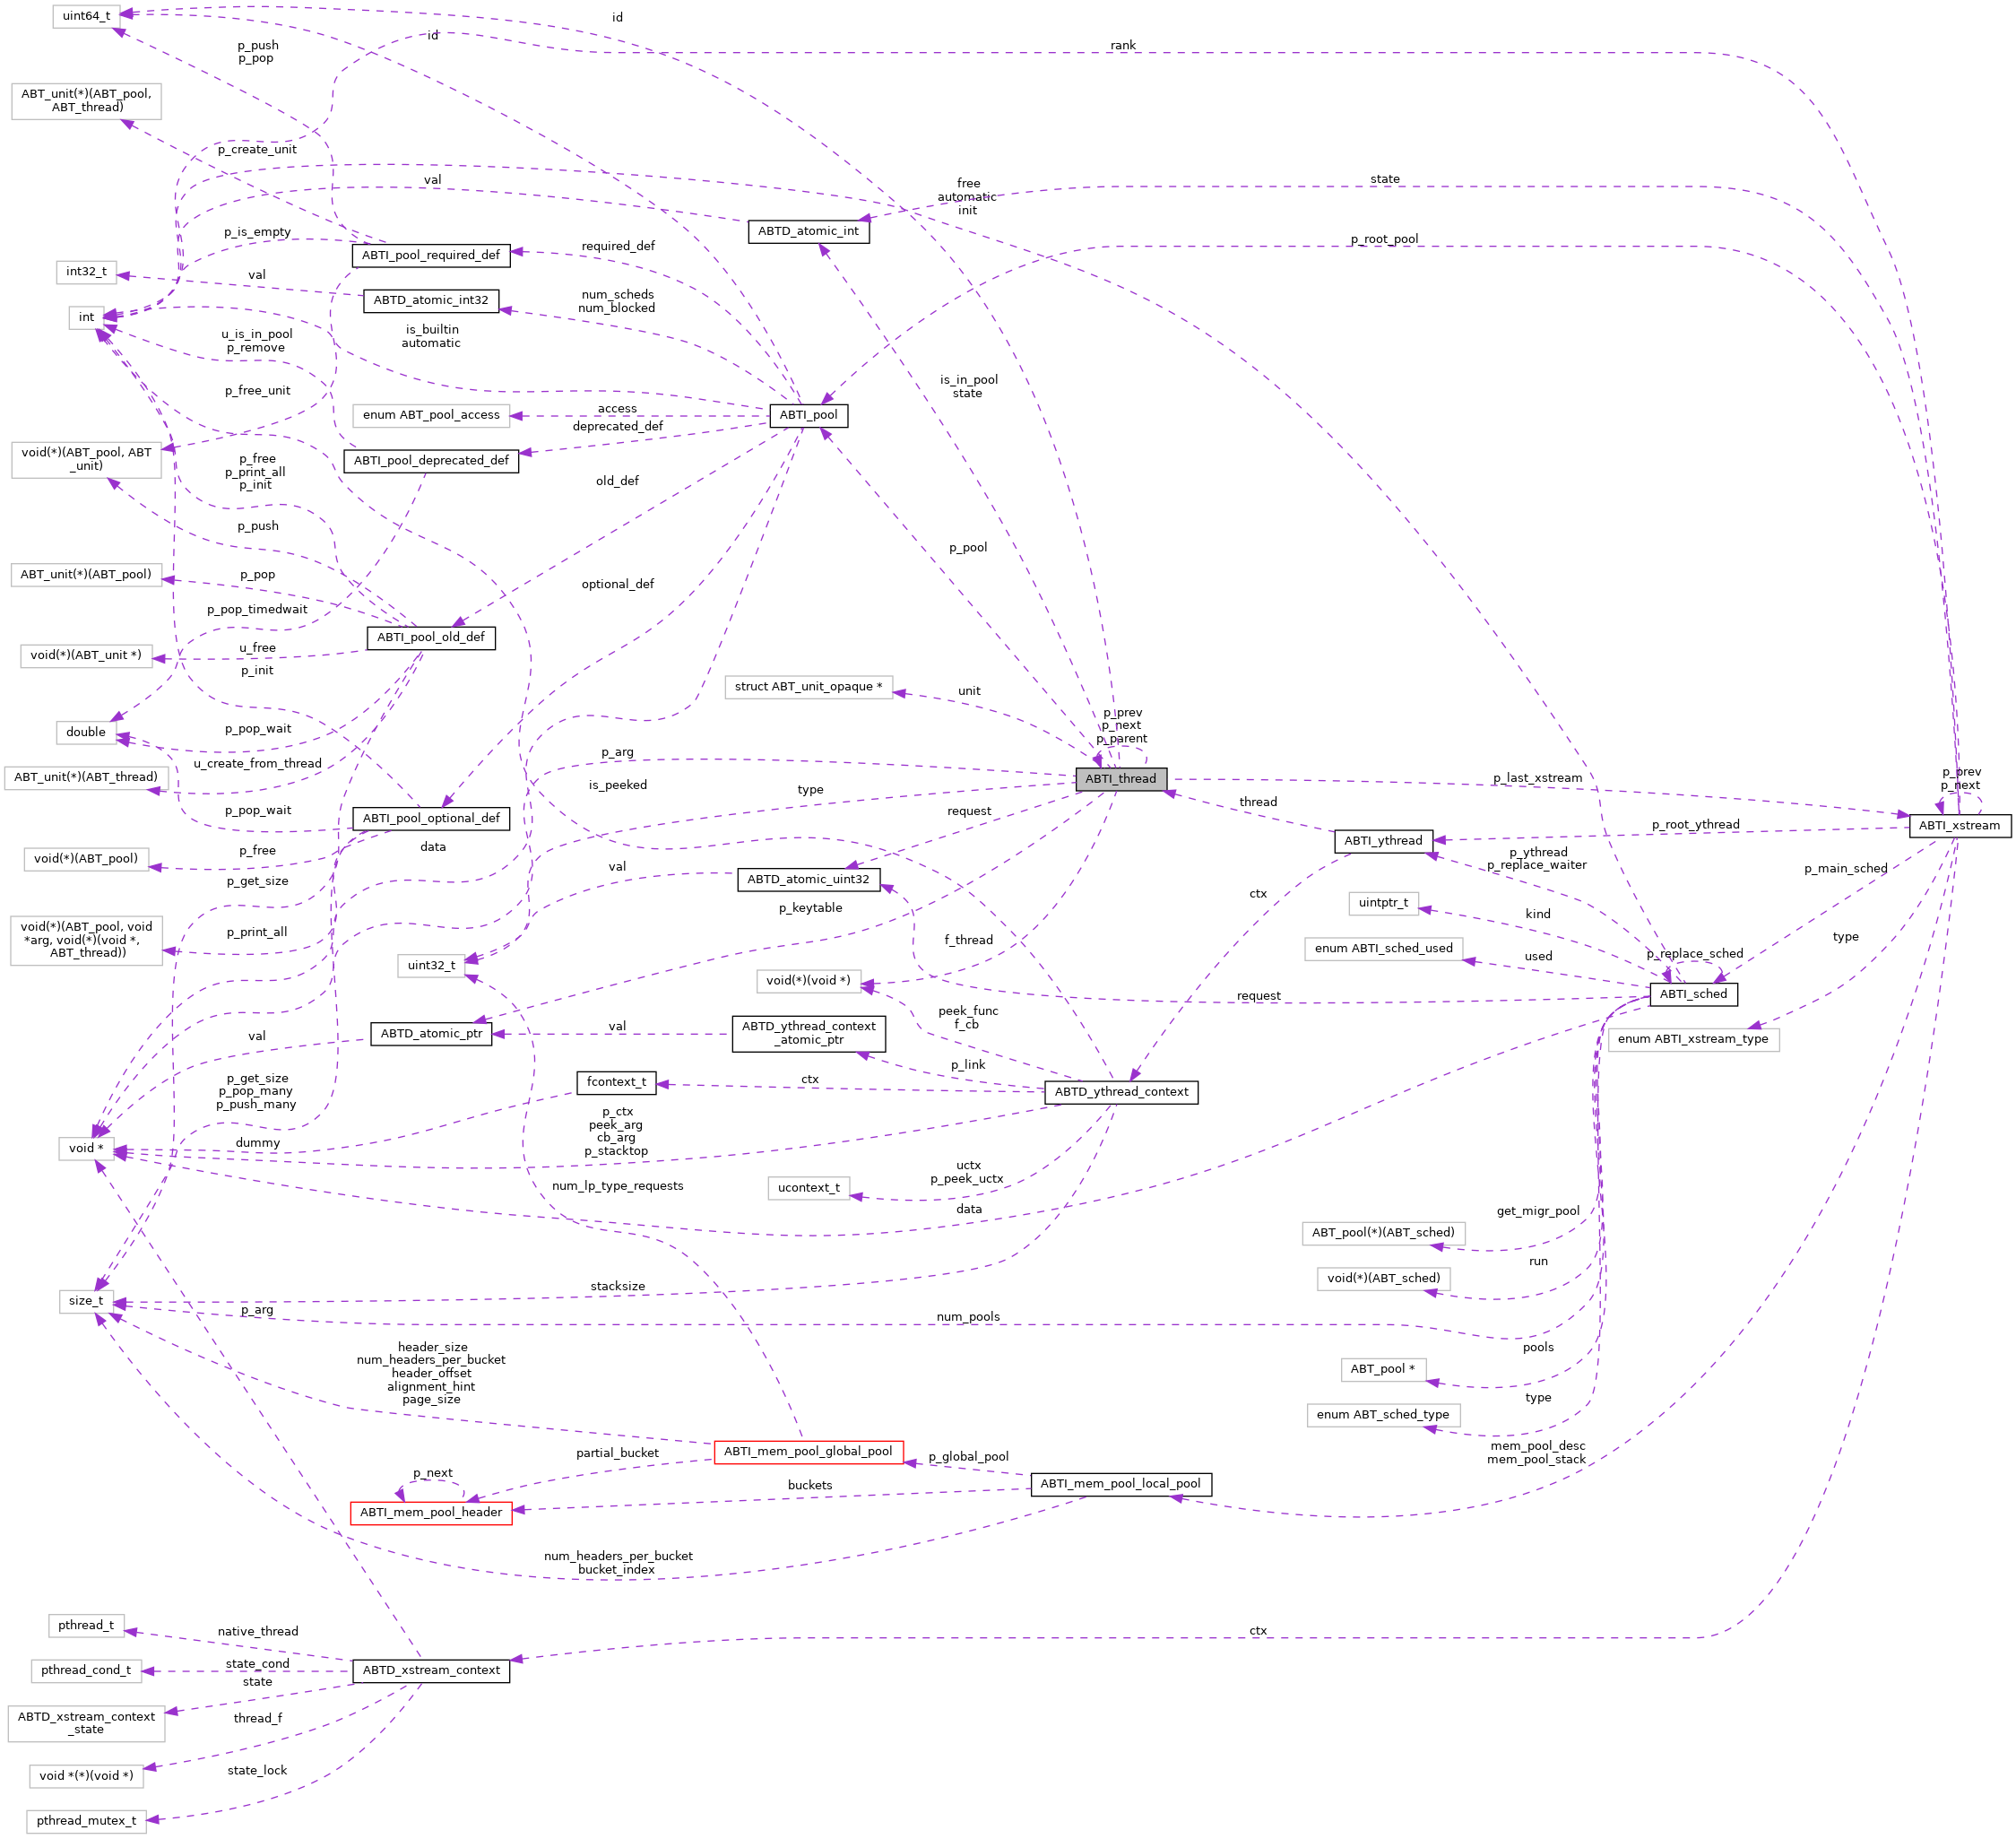 uint64_t
id
id
rank
p_push
p_pop
ABT_unit(*)(ABT_pool,
ABT_thread)
p_create_unit
val
free
automatic
init
state
ABTD_atomic_int
p_is_empty
required_def
p_root_pool
ABTI_pool_required_def
int32_t
val
ABTD_atomic_int32
num_scheds
num_blocked
int
u_is_in_pool
p_remove
is_builtin
automatic
is_in_pool
state
p_free_unit
enum ABT_pool_access
access
ABTI_pool
deprecated_def
void(*)(ABT_pool, ABT
_unit)
ABTI_pool_deprecated_def
p_free
p_print_all
p_init
old_def
p_push
p_pool
ABT_unit(*)(ABT_pool)
p_pop
optional_def
p_pop_timedwait
ABTI_pool_old_def
void(*)(ABT_unit *)
u_free
p_init
struct ABT_unit_opaque *
unit
double
p_pop_wait
p_prev
p_next
p_parent
u_create_from_thread
p_arg
ABT_unit(*)(ABT_thread)
is_peeked
type
ABTI_thread
p_last_xstream
p_prev
p_next
p_pop_wait
ABTI_pool_optional_def
request
thread
p_root_ythread
ABTI_xstream
ABTI_ythread
void(*)(ABT_pool)
p_free
data
val
p_ythread
p_replace_waiter
p_main_sched
p_get_size
ABTD_atomic_uint32
ctx
uintptr_t
kind
p_keytable
void(*)(ABT_pool, void
*arg, void(*)(void *,
ABT_thread))
p_print_all
f_thread
enum ABTI_sched_used
used
type
p_replace_sched
uint32_t
void(*)(void *)
request
ABTI_sched
val
ABTD_atomic_ptr
val
ABTD_ythread_context
_atomic_ptr
peek_func
f_cb
enum ABTI_xstream_type
p_get_size
p_pop_many
p_push_many
fcontext_t
ctx
p_link
ABTD_ythread_context
void *
dummy
p_ctx
peek_arg
cb_arg
p_stacktop
ucontext_t
uctx
p_peek_uctx
num_lp_type_requests
data
get_migr_pool
ABT_pool(*)(ABT_sched)
run
void(*)(ABT_sched)
stacksize
size_t
p_arg
num_pools
pools
header_size
num_headers_per_bucket
header_offset
alignment_hint
page_size
ABT_pool *
type
enum ABT_sched_type
partial_bucket
ABTI_mem_pool_global_pool
p_global_pool
mem_pool_desc
mem_pool_stack
p_next
buckets
ABTI_mem_pool_local_pool
ABTI_mem_pool_header
num_headers_per_bucket
bucket_index
pthread_t
native_thread
ctx
pthread_cond_t
state_cond
ABTD_xstream_context
state
ABTD_xstream_context
_state
thread_f
void *(*)(void *)
state_lock
pthread_mutex_t